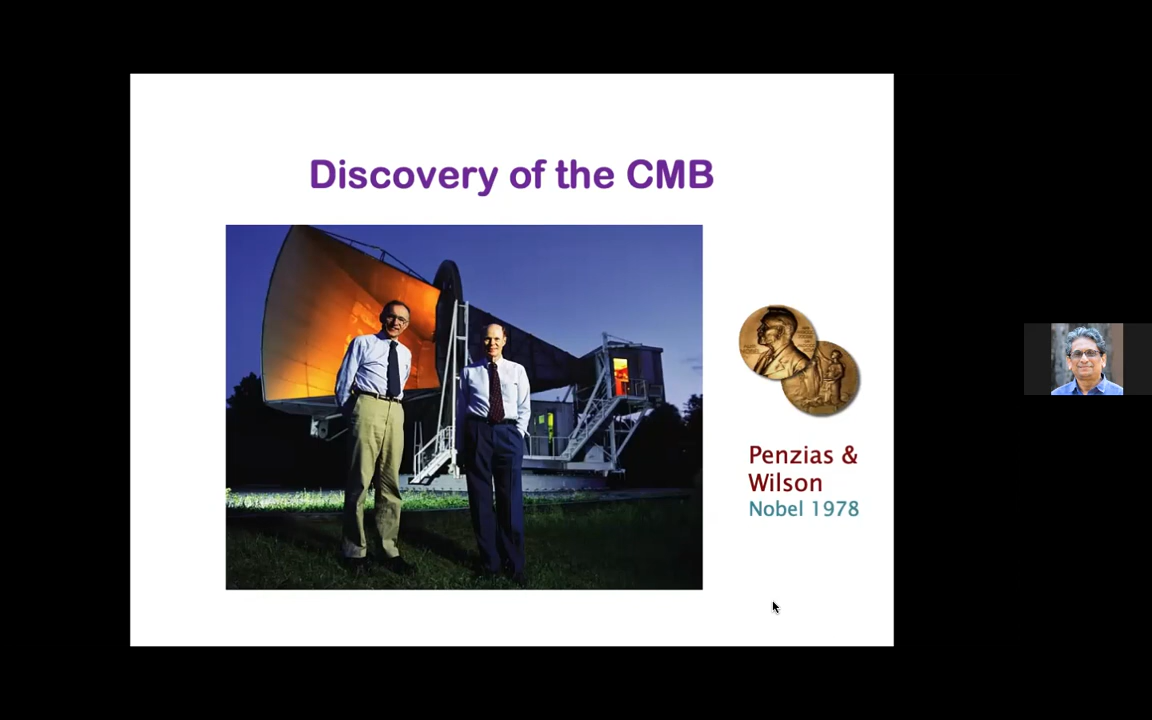 Discovery of the CMB
Penzias &
Wilson
Nobel 1978